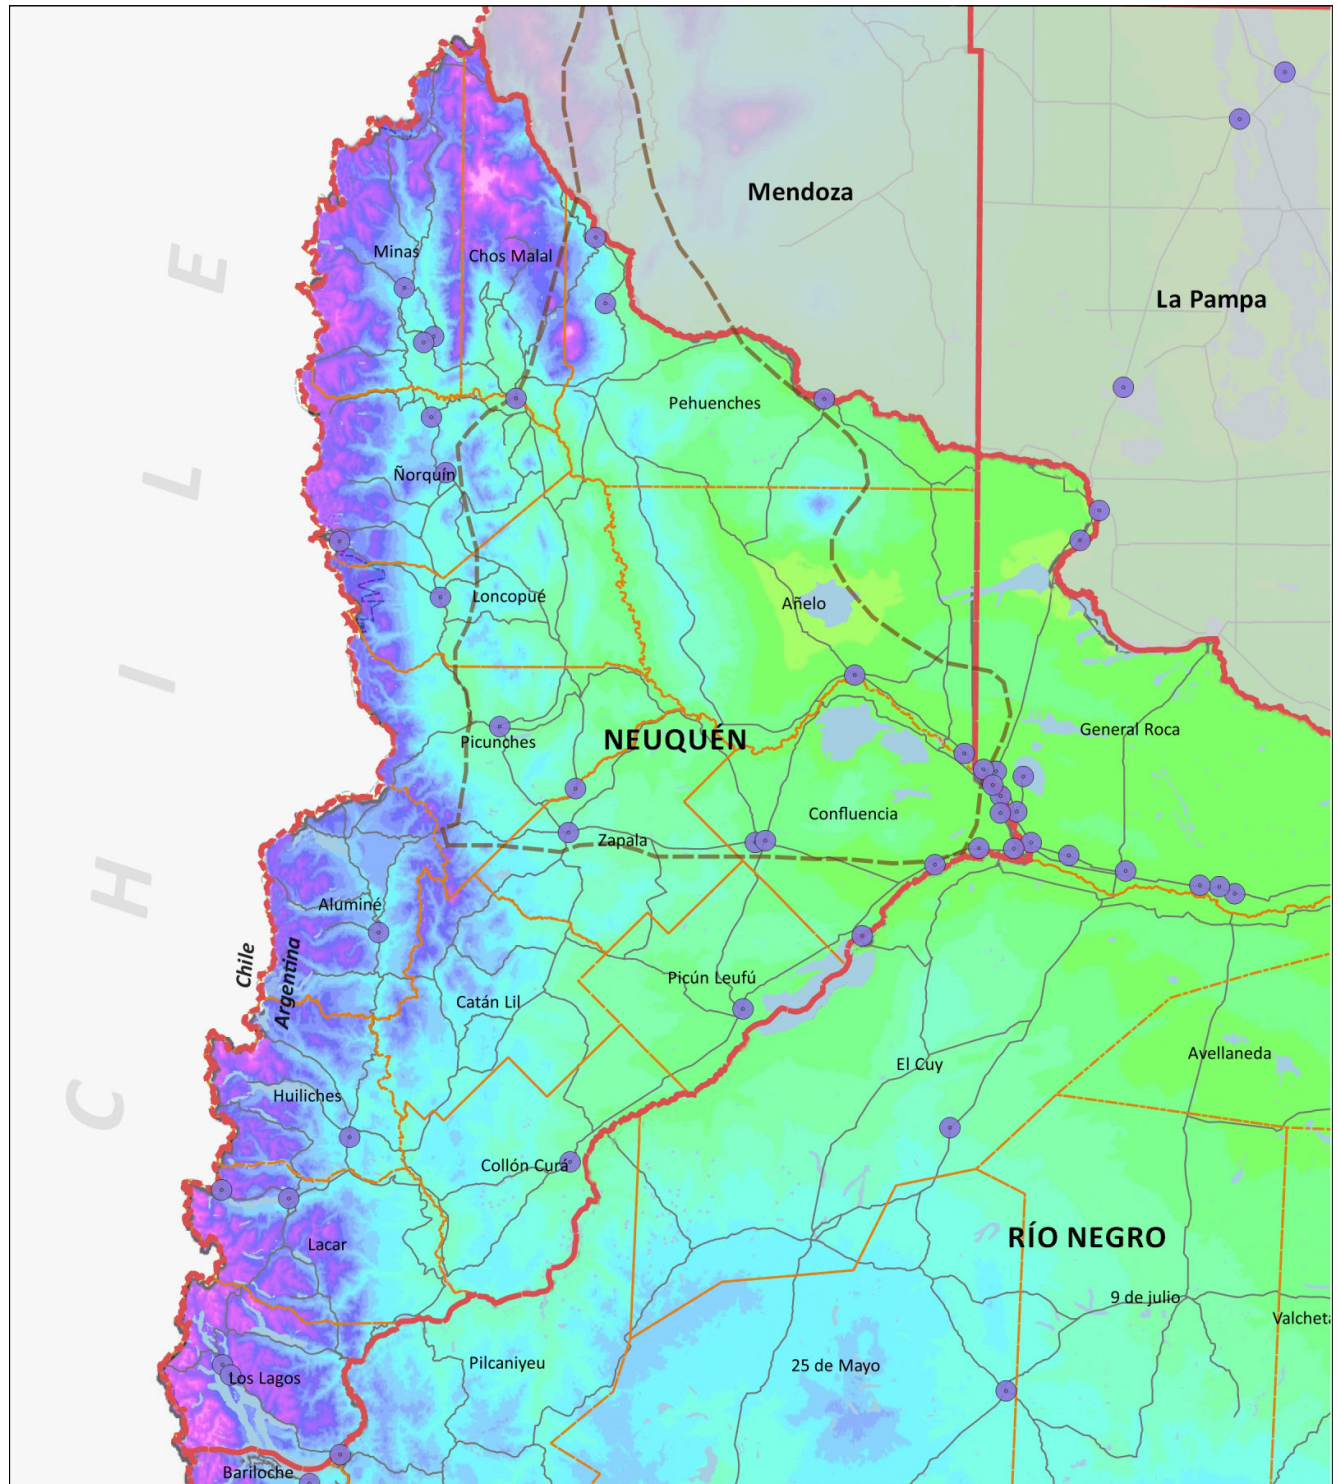 Mendoza
Minas
Chos Malal
La Pampa
Pehuenches
Ñorquín
Loncopué
Añelo
General Roca
Picunches
NEUQUÉN
Confluencia
Zapala
Aluminé
Chile
Argentina
Picún Leufú
Catán Lil
El Cuy
Avellaneda
Huiliches
Collón Curá
Lacar
RÍO NEGRO
9 de julio
Valcheta
Pilcaniyeu
25 de Mayo
Los Lagos
Bariloche
CHILE